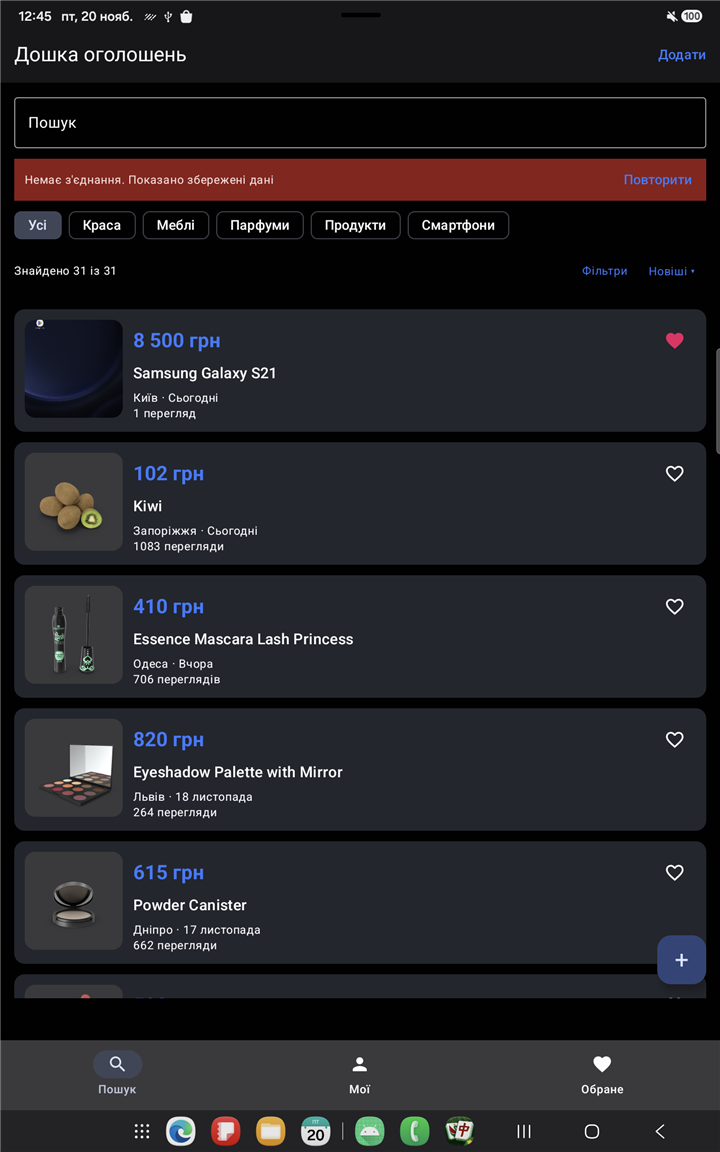 12:45 пт, 20 нояб. 100
Дошка оголошень Додати
Пошук
Немає з'єднання. Показано збережені дані Повторити
Усі Краса Меблі Парфуми Продукти Смартфони
Знайдено 31 із 31 Фільтри Новіші
8 500 грн
Samsung Galaxy S21
Київ · Сьогодні
1 перегляд
102 грн
Kiwi
Запоріжжя · Сьогодні
1083 перегляди
410 грн
Essence Mascara Lash Princess
Одеса · Вчора
706 переглядів
820 грн
Eyeshadow Palette with Mirror
Львів · 18 листопада
264 перегляди
615 грн
Powder Canister
Дніпро · 17 листопада
662 перегляди
+
Пошук Мої Обране
ПТ
20
中